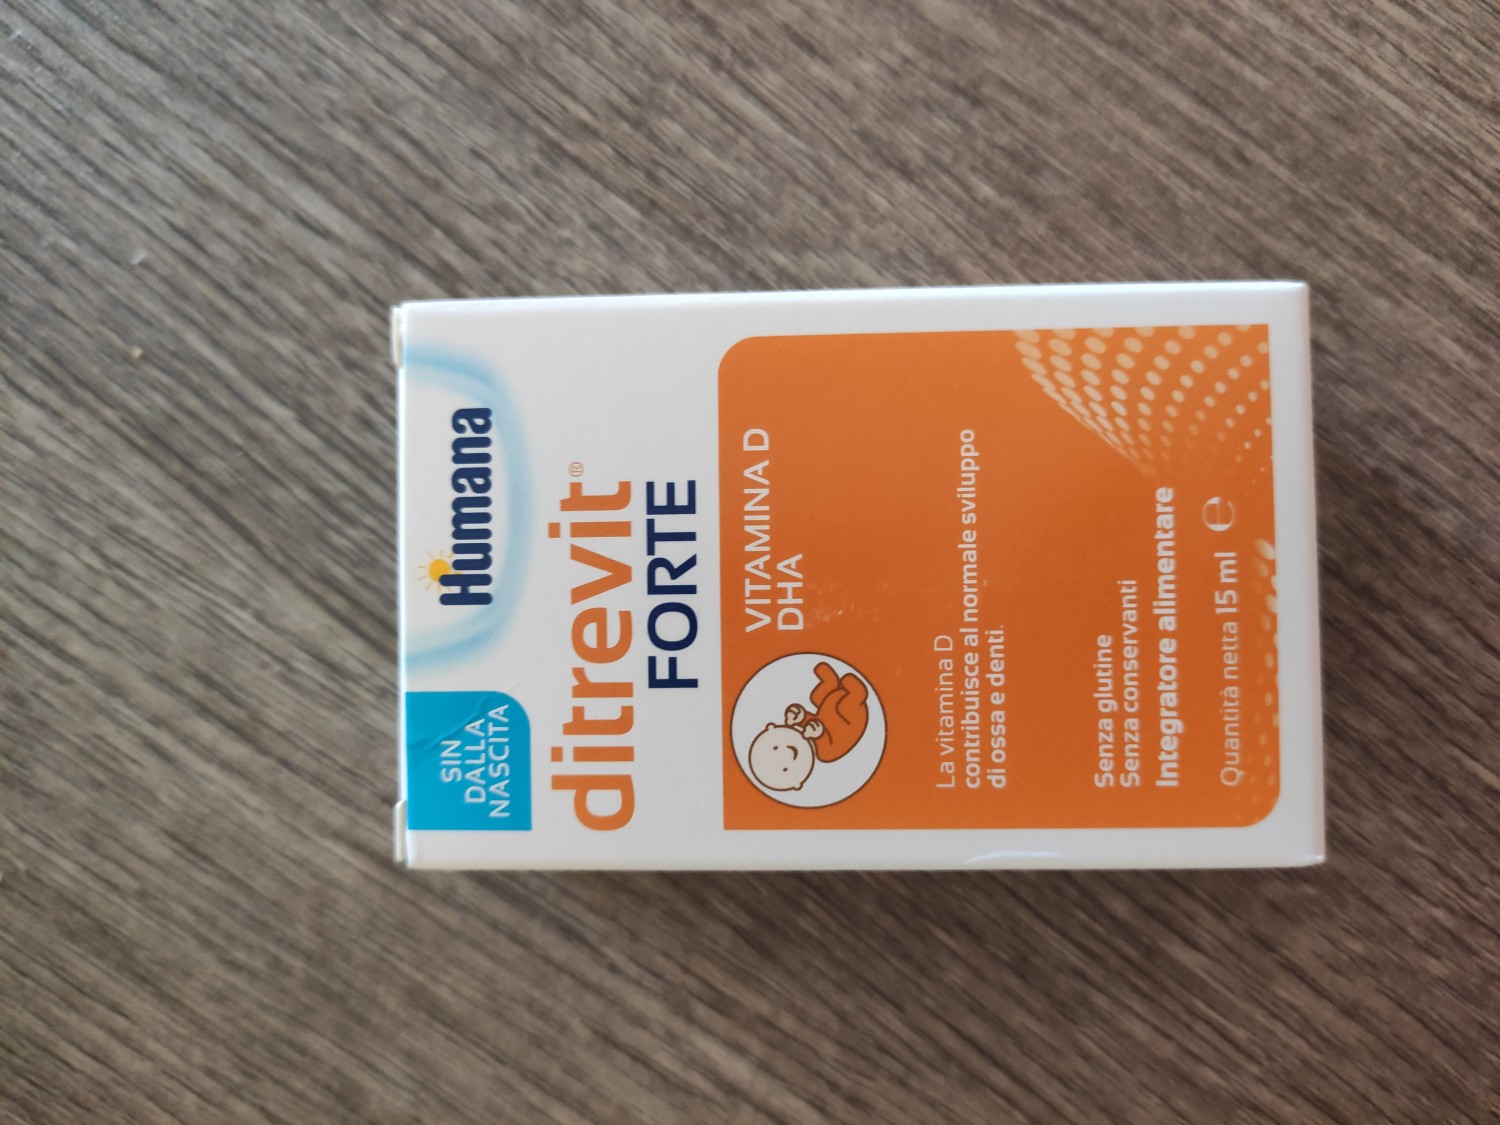 SIN
DALLA
NASCITA
Humana
ditrevit®
FORTE
VITAMINA D
DHA
La vitamina D
contribuisce al normale sviluppo
di ossa e denti.
Senza glutine
Senza conservanti
Integratore alimentare
Quantità netta 15 ml ℮